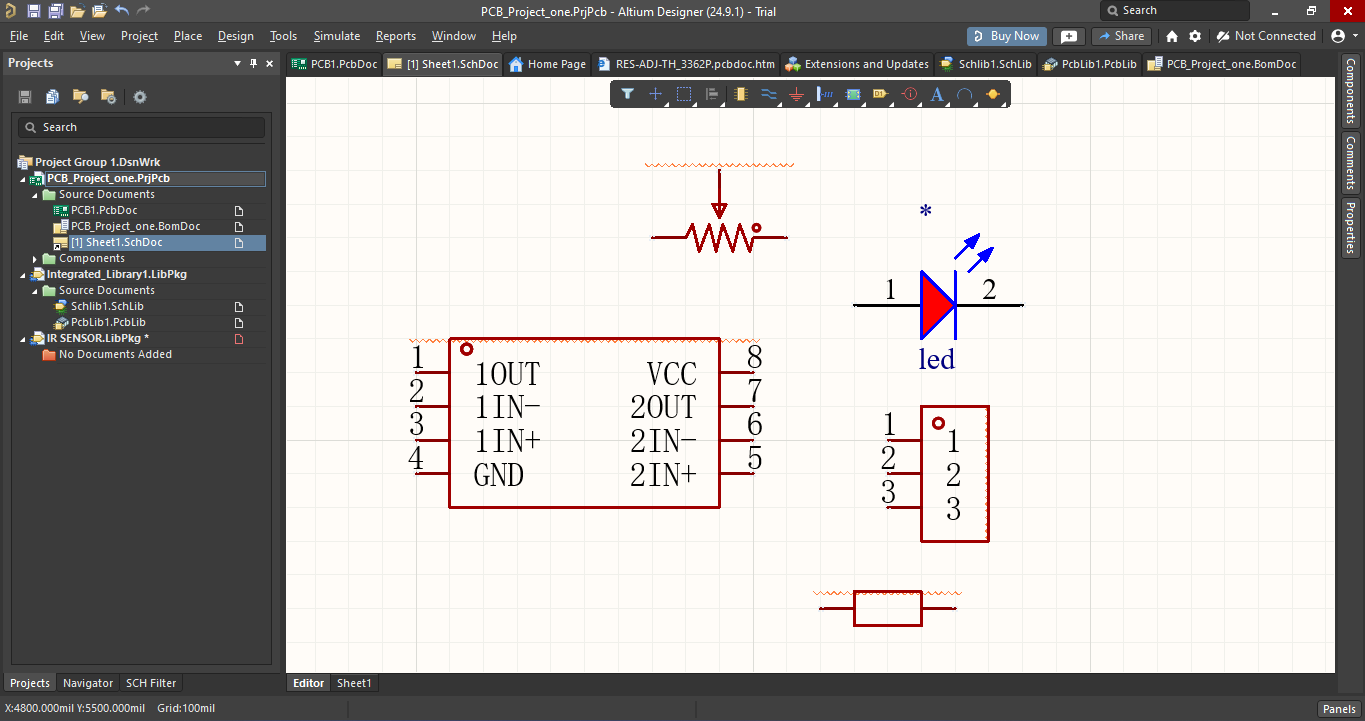 PCB_Project_one.PrjPcb - Altium Designer (24.9.1) - Trial
Search
File Edit View Project Place Design Tools Simulate Reports Window Help
Buy Now Share Not Connected
Projects
PCB1.PcbDoc [1] Sheet1.SchDoc Home Page RES-ADJ-TH_3362P.pcbdoc.htm Extensions and Updates Schlib1.SchLib PcbLib1.PcbLib PCB_Project_one.BomDoc
Search
Project Group 1.DsnWrk
PCB_Project_one.PrjPcb
Source Documents
PCB1.PcbDoc
PCB_Project_one.BomDoc
[1] Sheet1.SchDoc
Components
Integrated_Library1.LibPkg
Source Documents
Schlib1.SchLib
PcbLib1.PcbLib
IR SENSOR.LibPkg *
No Documents Added
*
1 2
led
1 1OUT VCC 8
2 1IN- 2OUT 7
3 1IN+ 2IN- 6
4 GND 2IN+ 5
1 1
2 2
3 3
Components
Comments
Properties
Projects Navigator SCH Filter
Editor Sheet1
X:4800.000mil Y:5500.000mil Grid:100mil
Panels